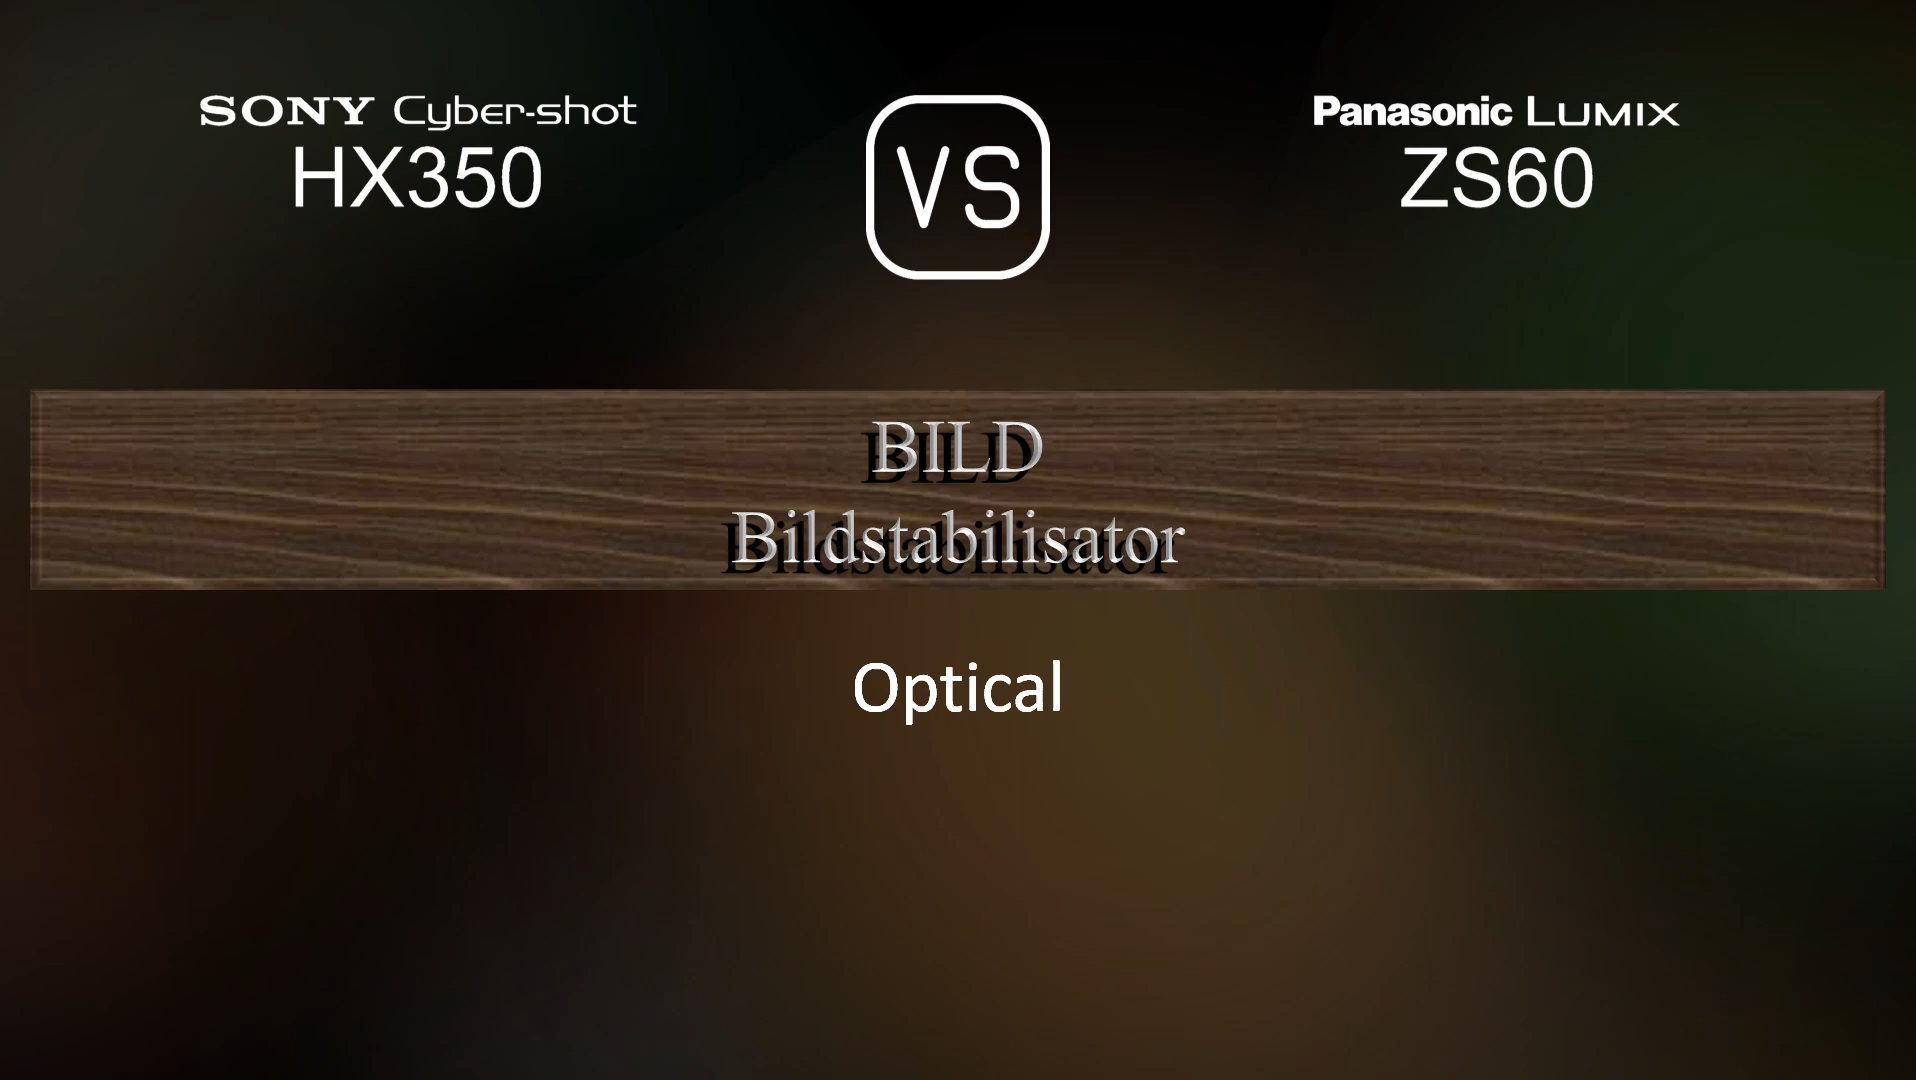 SONY Cyber-shot
HX350
VS
Panasonic LUMIX
ZS60
BILD
Bildstabilisator
Optical